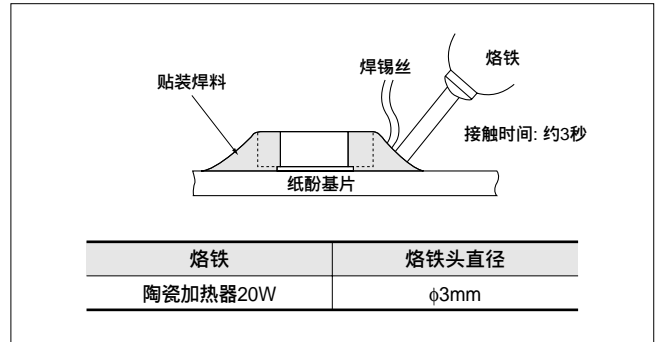 焊锡丝
烙铁
贴装焊料
接触时间: 约3秒
纸酚基片
烙铁 烙铁头直径
陶瓷加热器20W ϕ3mm